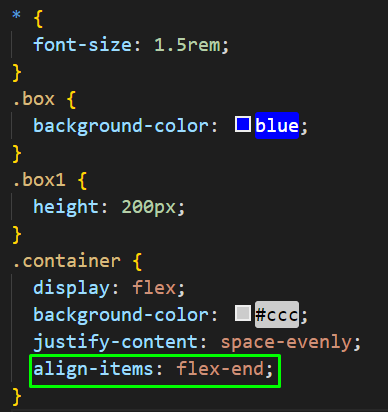 * {
font-size: 1.5rem;
}
.box {
background-color: blue;
}
.box1 {
height: 200px;
}
.container {
display: flex;
background-color: #ccc;
justify-content: space-evenly;
align-items: flex-end;
}